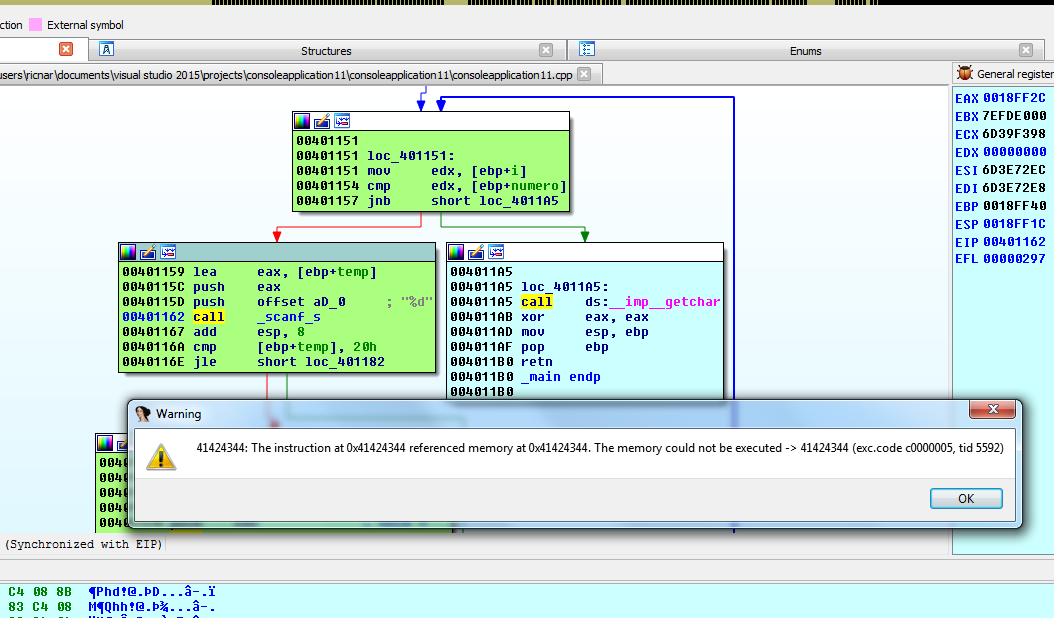 ction External symbol
Structures
Enums
users\ricnar\documents\visual studio 2015\projects\consoleapplication11\consoleapplication11\consoleapplication11.cpp
General register
EAX 0018FF2C
EBX 7EFDE000
ECX 6D39F398
EDX 00000000
ESI 6D3E72EC
EDI 6D3E72E8
EBP 0018FF40
ESP 0018FF1C
EIP 00401162
EFL 00000297
00401151
00401151 loc_401151:
00401151 mov edx, [ebp+i]
00401154 cmp edx, [ebp+numero]
00401157 jnb short loc_4011A5
00401159 lea eax, [ebp+temp]
0040115C push eax
0040115D push offset aD_0 ; "%d"
00401162 call _scanf_s
00401167 add esp, 8
0040116A cmp [ebp+temp], 20h
0040116E jle short loc_401182
004011A5
004011A5 loc_4011A5:
004011A5 call ds:__imp__getchar
004011AB xor eax, eax
004011AD mov esp, ebp
004011AF pop ebp
004011B0 retn
004011B0 _main endp
004011B0
Warning
41424344: The instruction at 0x41424344 referenced memory at 0x41424344. The memory could not be executed -> 41424344 (exc.code c0000005, tid 5592)
OK
(Synchronized with EIP)
C4 08 8B ¶Phd!@.ÞD...â-.ï
83 C4 08 M¶Qhh!@.Þ¾...â-.